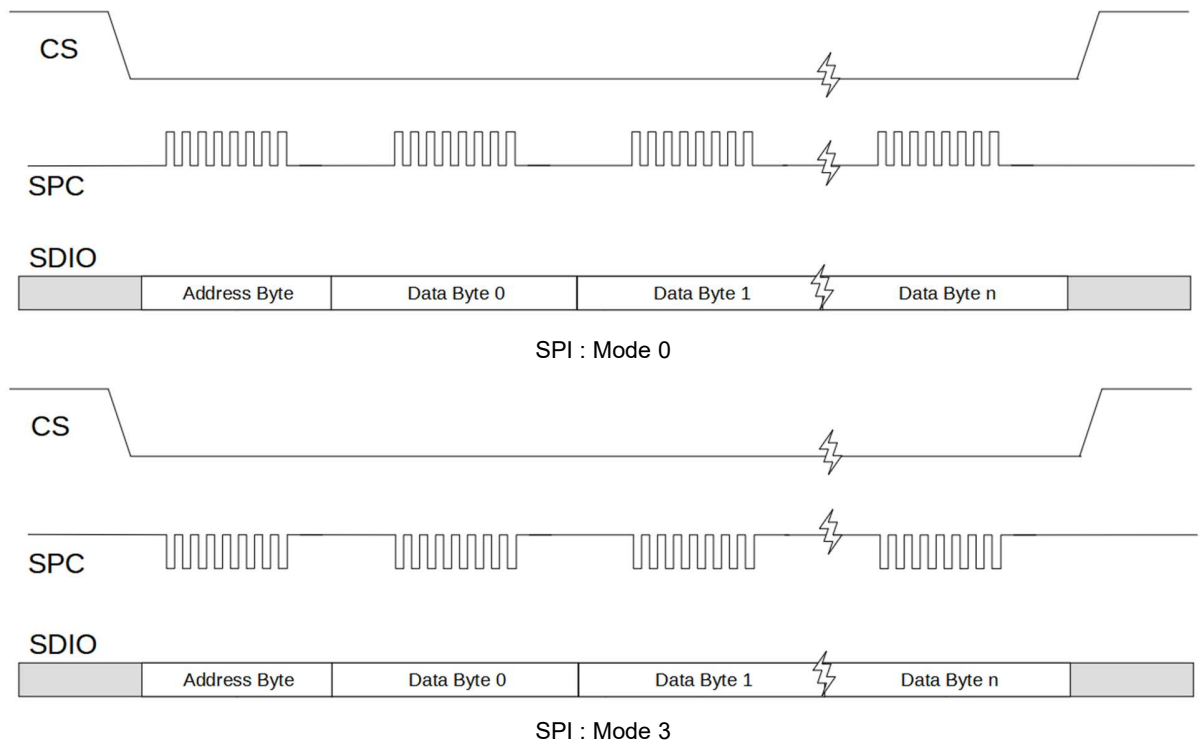 CS
SPC
SDIO
Address Byte Data Byte 0 Data Byte 1 Data Byte n
SPI : Mode 0
CS
SPC
SDIO
Address Byte Data Byte 0 Data Byte 1 Data Byte n
SPI : Mode 3